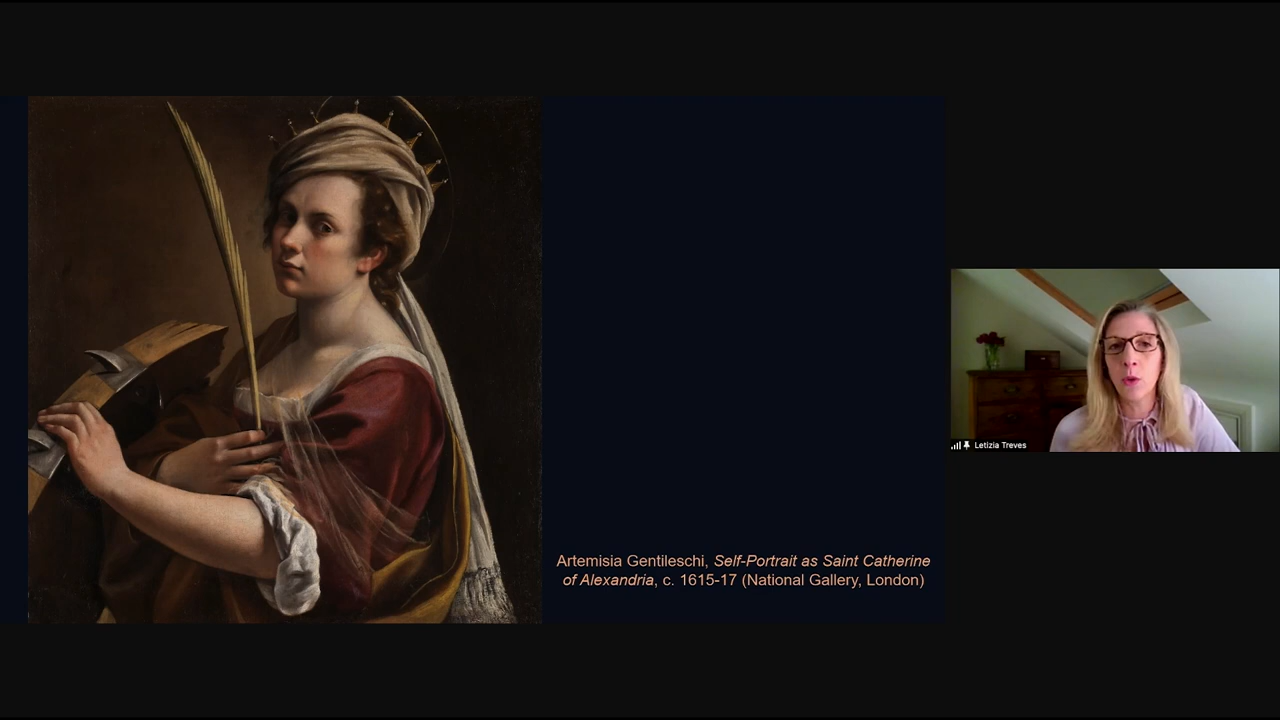 Artemisia Gentileschi, Self-Portrait as Saint Catherine
of Alexandria, c. 1615-17 (National Gallery, London)
Letizia Treves